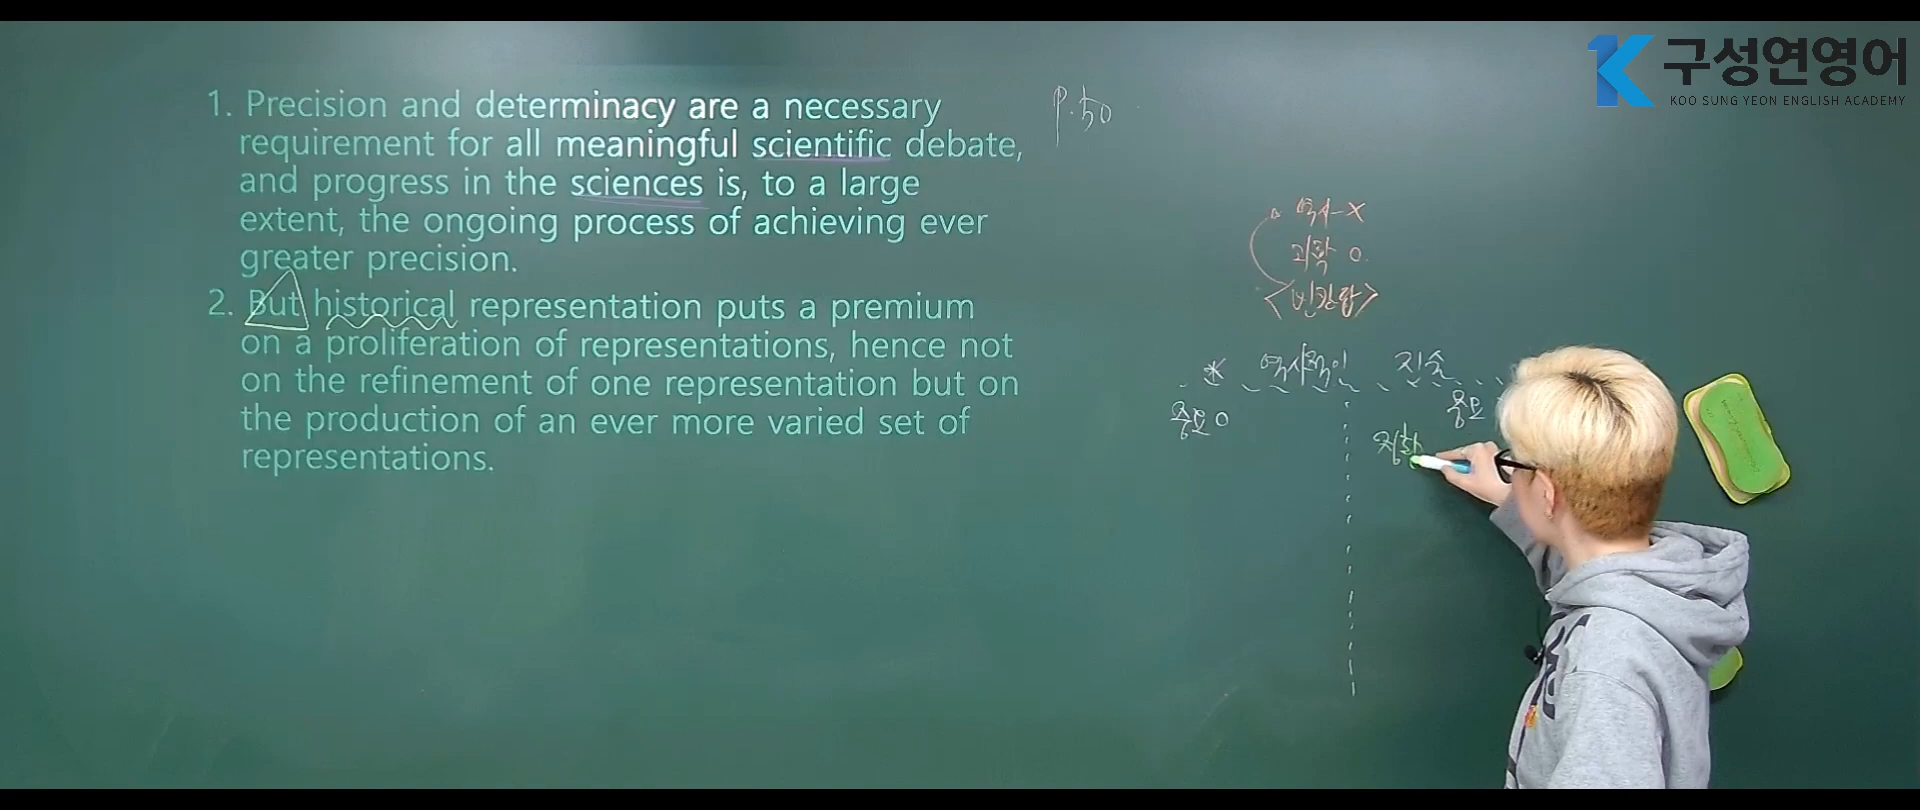 구성연영어
KOO SUNG YEON ENGLISH ACADEMY
1. Precision and determinacy are a necessary
requirement for all meaningful scientific debate,
and progress in the sciences is, to a large
extent, the ongoing process of achieving ever
greater precision.
2. But historical representation puts a premium
on a proliferation of representations, hence not
on the refinement of one representation but on
the production of an ever more varied set of
representations.
P.50
역사-X
과학 O
<빈칸>
* 역사적인 지술
중요 O
중요
정확